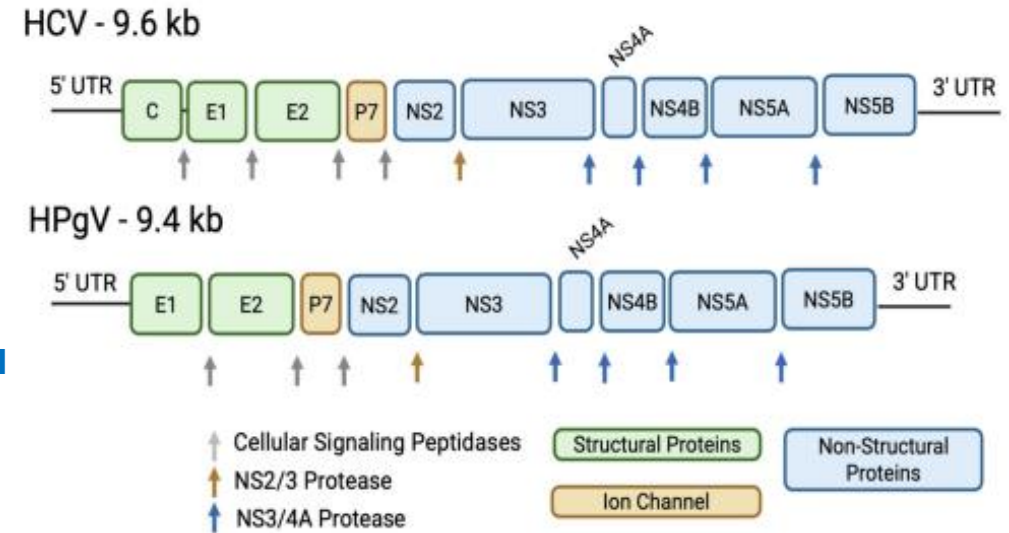 HCV - 9.6 kb
NS4A
5' UTR
C
E1
E2
P7
NS2
NS3
NS4B
NS5A
NS5B
3' UTR
HPgV - 9.4 kb
NS4A
5' UTR
E1
E2
P7
NS2
NS3
NS4B
NS5A
NS5B
3' UTR
Cellular Signaling Peptidases
NS2/3 Protease
NS3/4A Protease
Structural Proteins
Ion Channel
Non-Structural
Proteins